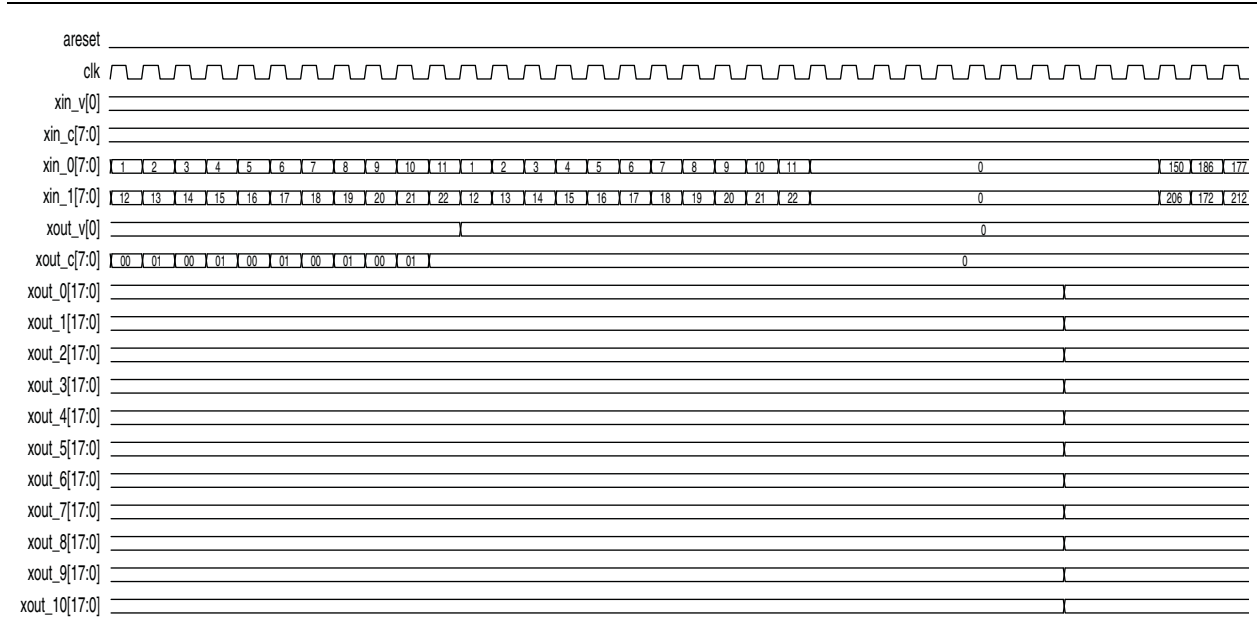 areset
clk
xin_v[0]
xin_c[7:0]
xin_0[7:0] 1 2 3 4 5 6 7 8 9 10 11 1 2 3 4 5 6 7 8 9 10 11 0 150 186 177
xin_1[7:0] 12 13 14 15 16 17 18 19 20 21 22 12 13 14 15 16 17 18 19 20 21 22 0 206 172 212
xout_v[0] 0
xout_c[7:0] 00 01 00 01 00 01 00 01 00 01 0
xout_0[17:0]
xout_1[17:0]
xout_2[17:0]
xout_3[17:0]
xout_4[17:0]
xout_5[17:0]
xout_6[17:0]
xout_7[17:0]
xout_8[17:0]
xout_9[17:0]
xout_10[17:0]